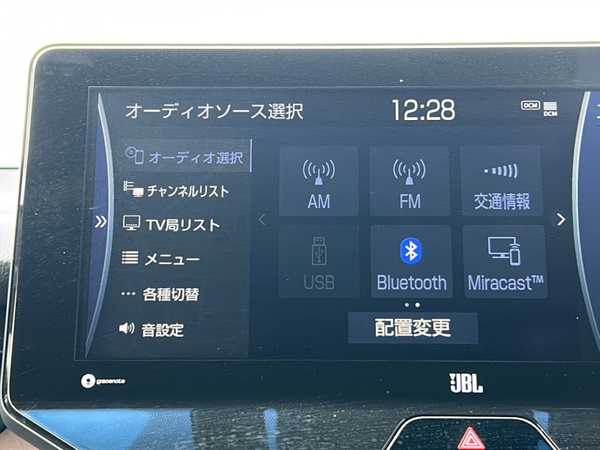 オーディオソース選択
12:28
DCM
DCM
オーディオ選択
チャンネルリスト
TV局リスト
メニュー
各種切替
音設定
AM
FM
交通情報
USB
Bluetooth
Miracast™
配置変更
gracenote
JBL